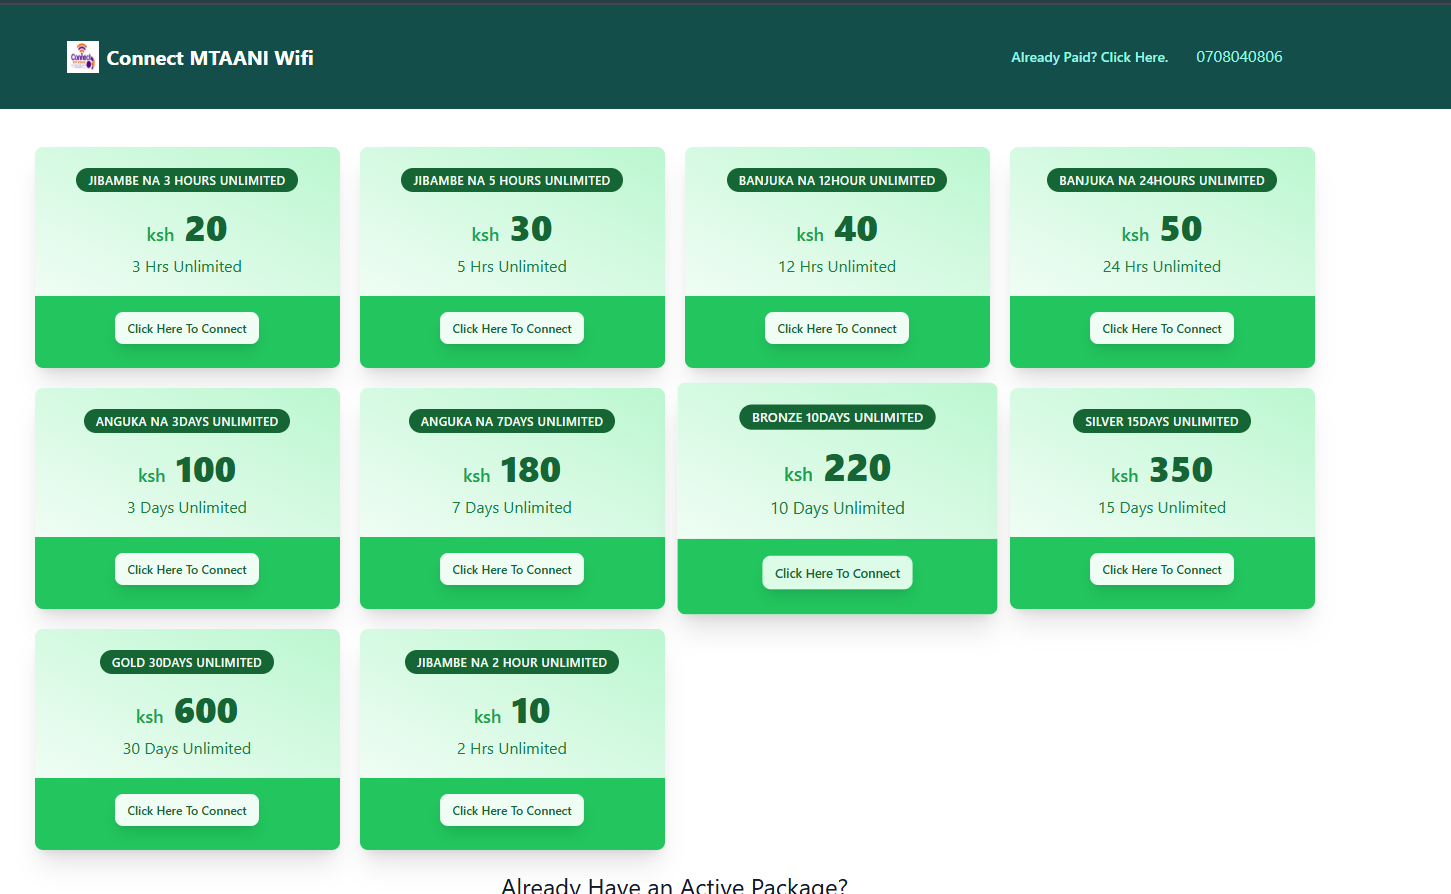 Connect
Connect MTAANI Wifi
Already Paid? Click Here.
0708040806
JIBAMBE NA 3 HOURS UNLIMITED
ksh 20
3 Hrs Unlimited
Click Here To Connect
JIBAMBE NA 5 HOURS UNLIMITED
ksh 30
5 Hrs Unlimited
Click Here To Connect
BANJUKA NA 12HOUR UNLIMITED
ksh 40
12 Hrs Unlimited
Click Here To Connect
BANJUKA NA 24HOURS UNLIMITED
ksh 50
24 Hrs Unlimited
Click Here To Connect
ANGUKA NA 3DAYS UNLIMITED
ksh 100
3 Days Unlimited
Click Here To Connect
ANGUKA NA 7DAYS UNLIMITED
ksh 180
7 Days Unlimited
Click Here To Connect
BRONZE 10DAYS UNLIMITED
ksh 220
10 Days Unlimited
Click Here To Connect
SILVER 15DAYS UNLIMITED
ksh 350
15 Days Unlimited
Click Here To Connect
GOLD 30DAYS UNLIMITED
ksh 600
30 Days Unlimited
Click Here To Connect
JIBAMBE NA 2 HOUR UNLIMITED
ksh 10
2 Hrs Unlimited
Click Here To Connect
Already Have an Active Package?